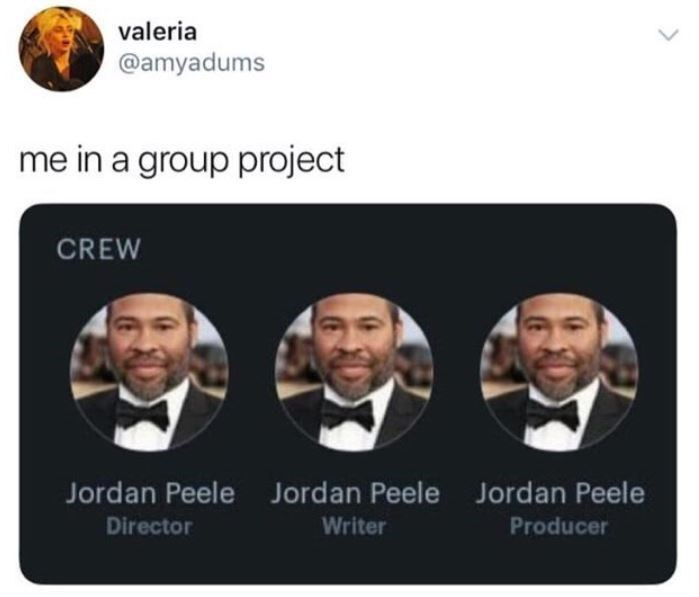 valeria
@amyadums
me in a group project
CREW
Jordan Peele Jordan Peele Jordan Peele
Director Writer Producer